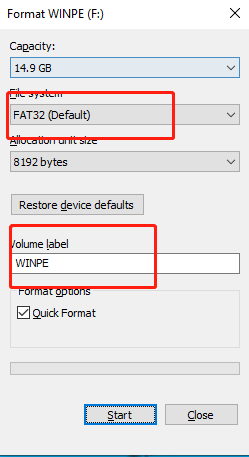 Format WINPE (F:)
Capacity:
14.9 GB
File system
FAT32 (Default)
Allocation unit size
8192 bytes
Restore device defaults
Volume label
WINPE
Format options
Quick Format
Start
Close